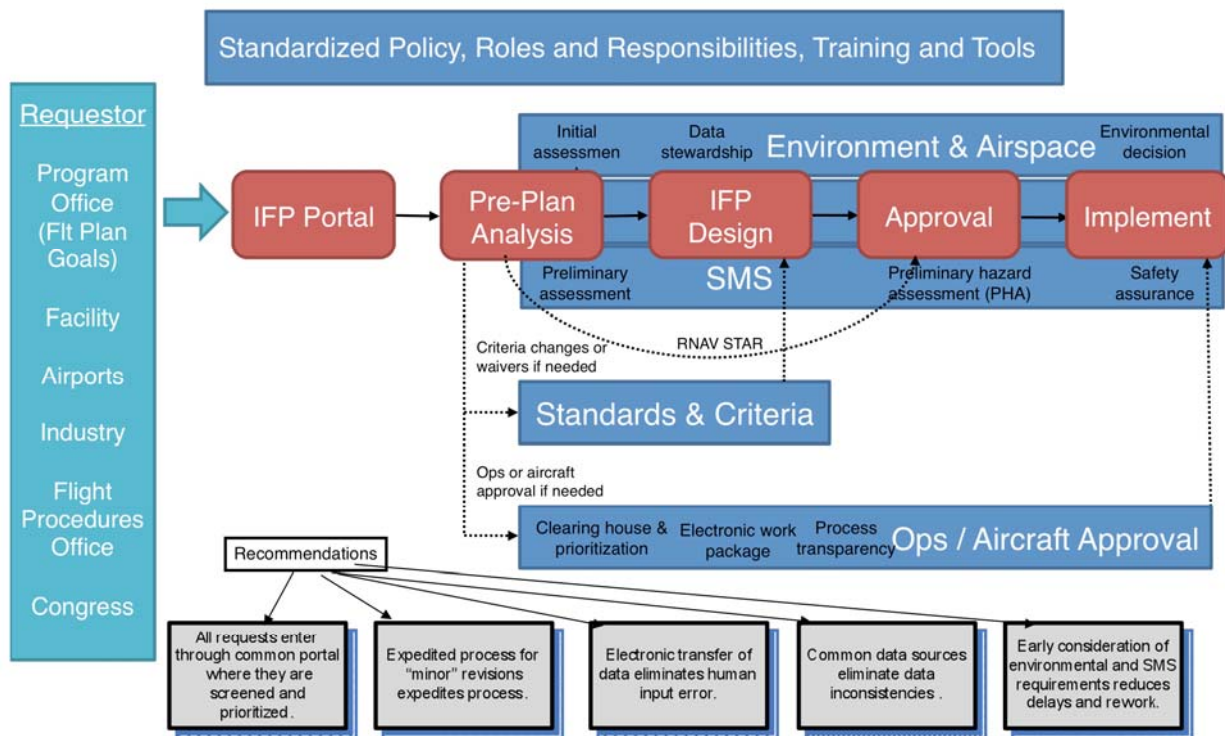 Standardized Policy, Roles and Responsibilities, Training and Tools
Requestor
Program
Office
(Flt Plan
Goals)
Facility
Airports
Industry
Flight
Procedures
Office
Congress
Initial
assessmen
Data
stewardship
Environment & Airspace
Environmental
decision
IFP Portal
Pre-Plan
Analysis
IFP
Design
Approval
Implement
Preliminary
assessment
SMS
Preliminary hazard
assessment (PHA)
Safety
assurance
RNAV STAR
Criteria changes or
waivers if needed
Standards & Criteria
Ops or aircraft
approval if needed
Clearing house &
prioritization
Electronic work
package
Process
transparency
Ops / Aircraft Approval
Recommendations
All requests enter
through common portal
where they are
screened and
prioritized .
Expedited process for
“minor” revisions
expedites process.
Electronic transfer of
data eliminates human
input error.
Common data sources
eliminate data
inconsistencies .
Early consideration of
environmental and SMS
requirements reduces
delays and rework.